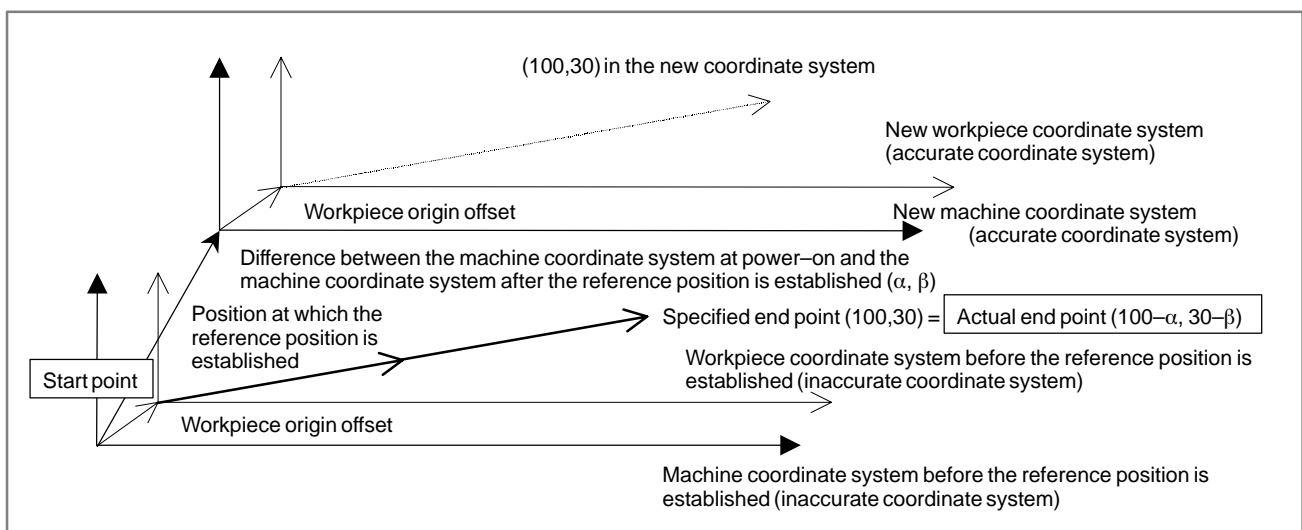 (100,30) in the new coordinate system
New workpiece coordinate system
(accurate coordinate system)
Workpiece origin offset
New machine coordinate system
(accurate coordinate system)
Difference between the machine coordinate system at power–on and the
machine coordinate system after the reference position is established (α, β)
Position at which the
reference position is
established
Specified end point (100,30) = Actual end point (100–α, 30–β)
Start point
Workpiece coordinate system before the reference position is
established (inaccurate coordinate system)
Workpiece origin offset
Machine coordinate system before the reference position is
established (inaccurate coordinate system)